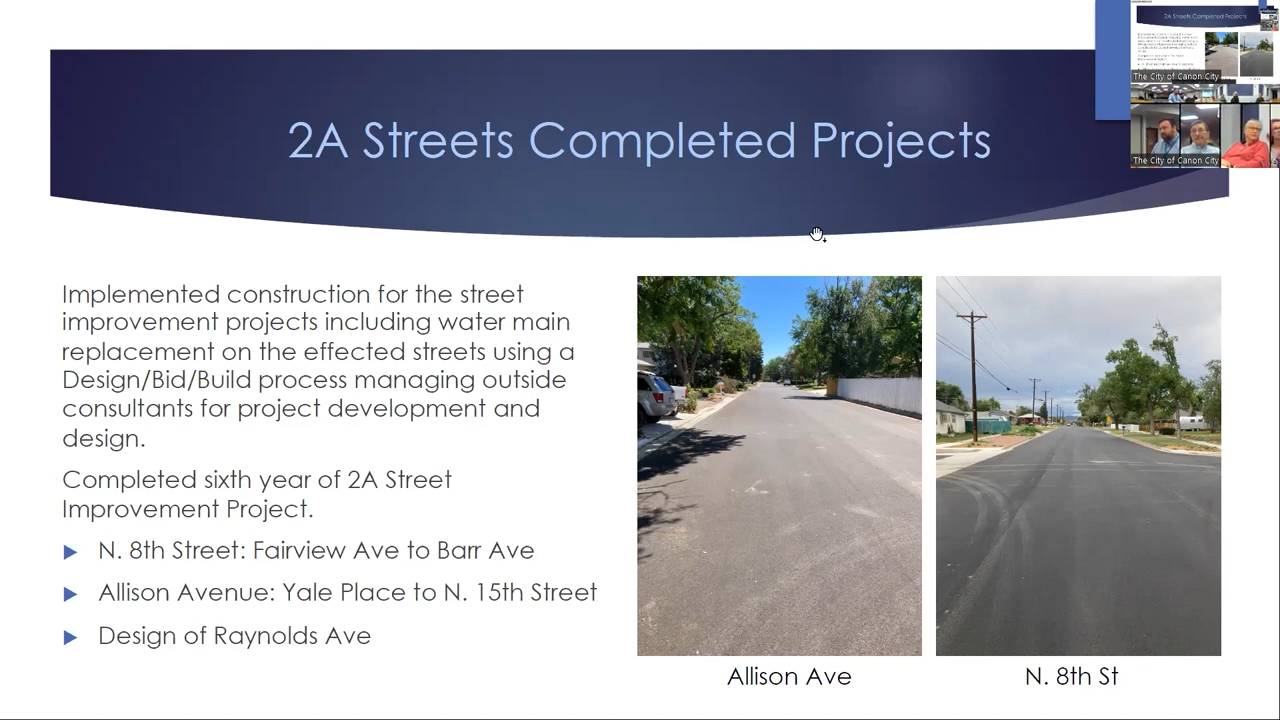 2A Streets Completed Projects
The City of Canon City
2A Streets Completed Projects
The City of Canon City
Implemented construction for the street
improvement projects including water main
replacement on the effected streets using a
Design/Bid/Build process managing outside
consultants for project development and
design.
Completed sixth year of 2A Street
Improvement Project.
N. 8th Street: Fairview Ave to Barr Ave
Allison Avenue: Yale Place to N. 15th Street
Design of Raynolds Ave
Allison Ave
N. 8th St